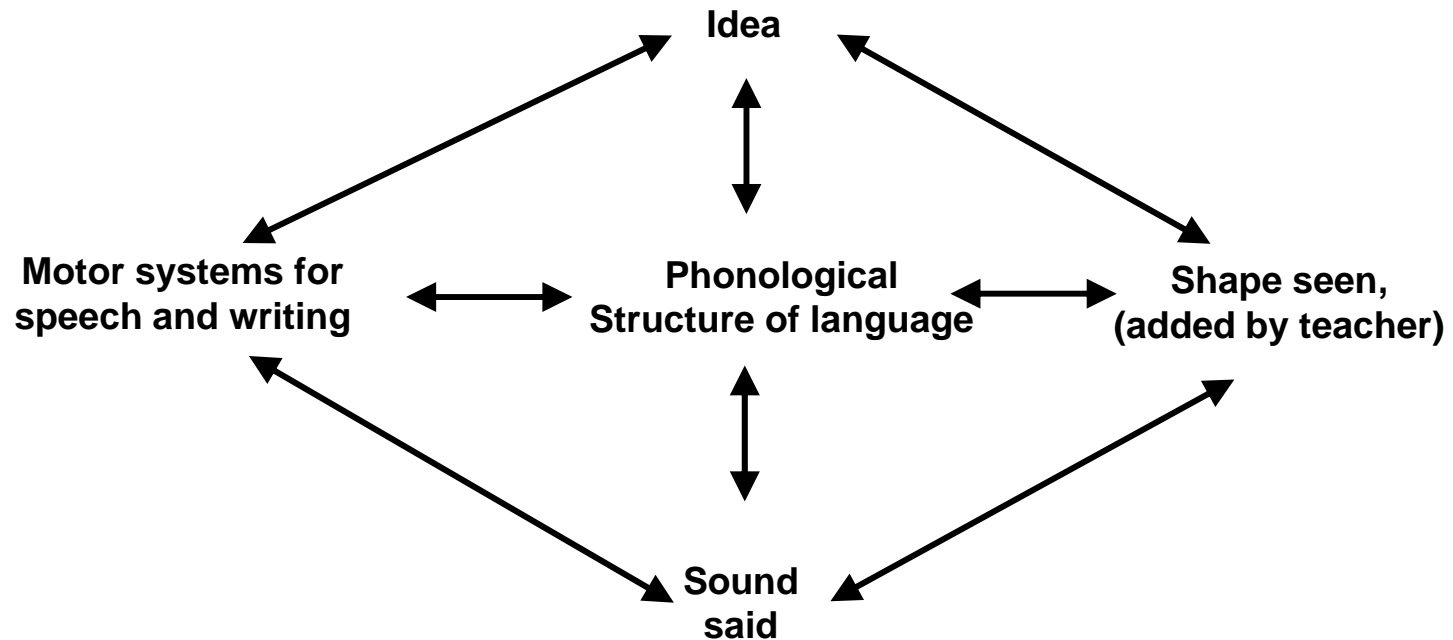 Idea
Motor systems for
speech and writing
Phonological
Structure of language
Shape seen,
(added by teacher)
Sound
said